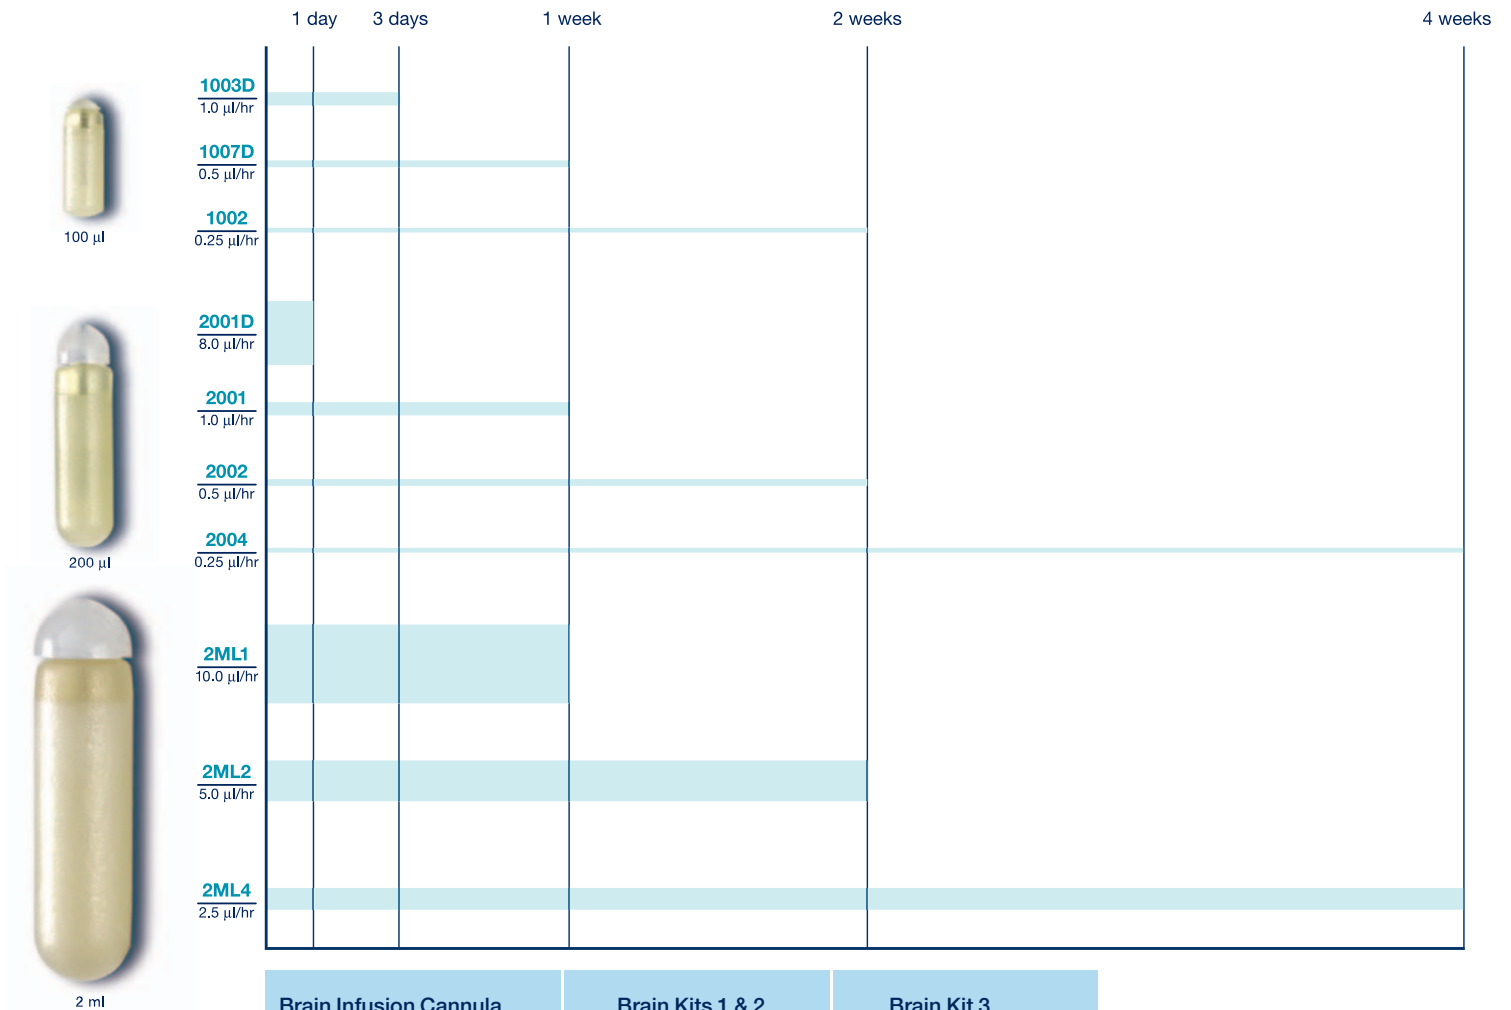 1 day 3 days 1 week 2 weeks 4 weeks
1003D
1.0 µl/hr
1007D
0.5 µl/hr
1002
0.25 µl/hr
100 µl
2001D
8.0 µl/hr
2001
1.0 µl/hr
2002
0.5 µl/hr
2004
0.25 µl/hr
200 µl
2ML1
10.0 µl/hr
2ML2
5.0 µl/hr
2ML4
2.5 µl/hr
2 ml
Brain Infusion Cannula Brain Kits 1 & 2 Brain Kit 3